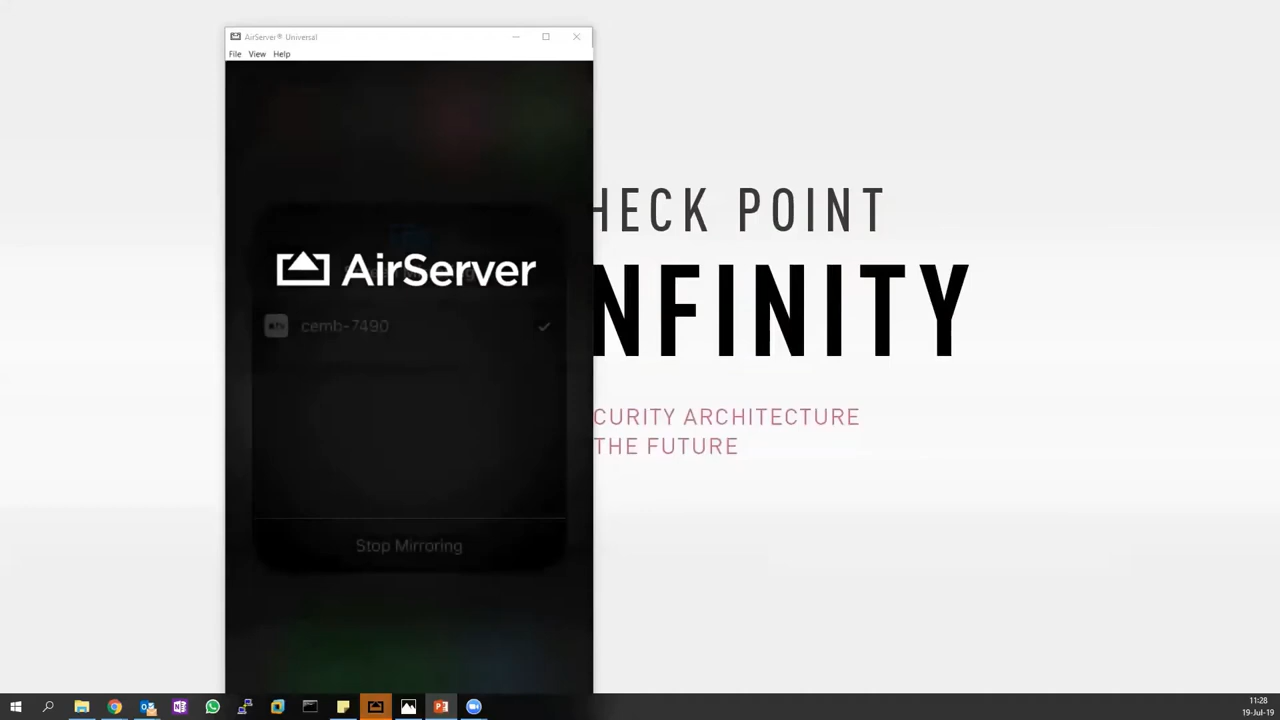 AirServer® Universal
File View Help
HECK POINT
AirServer
NFINITY
cemb-7490
CURITY ARCHITECTURE
THE FUTURE
Stop Mirroring
11:28
19-Jul-19